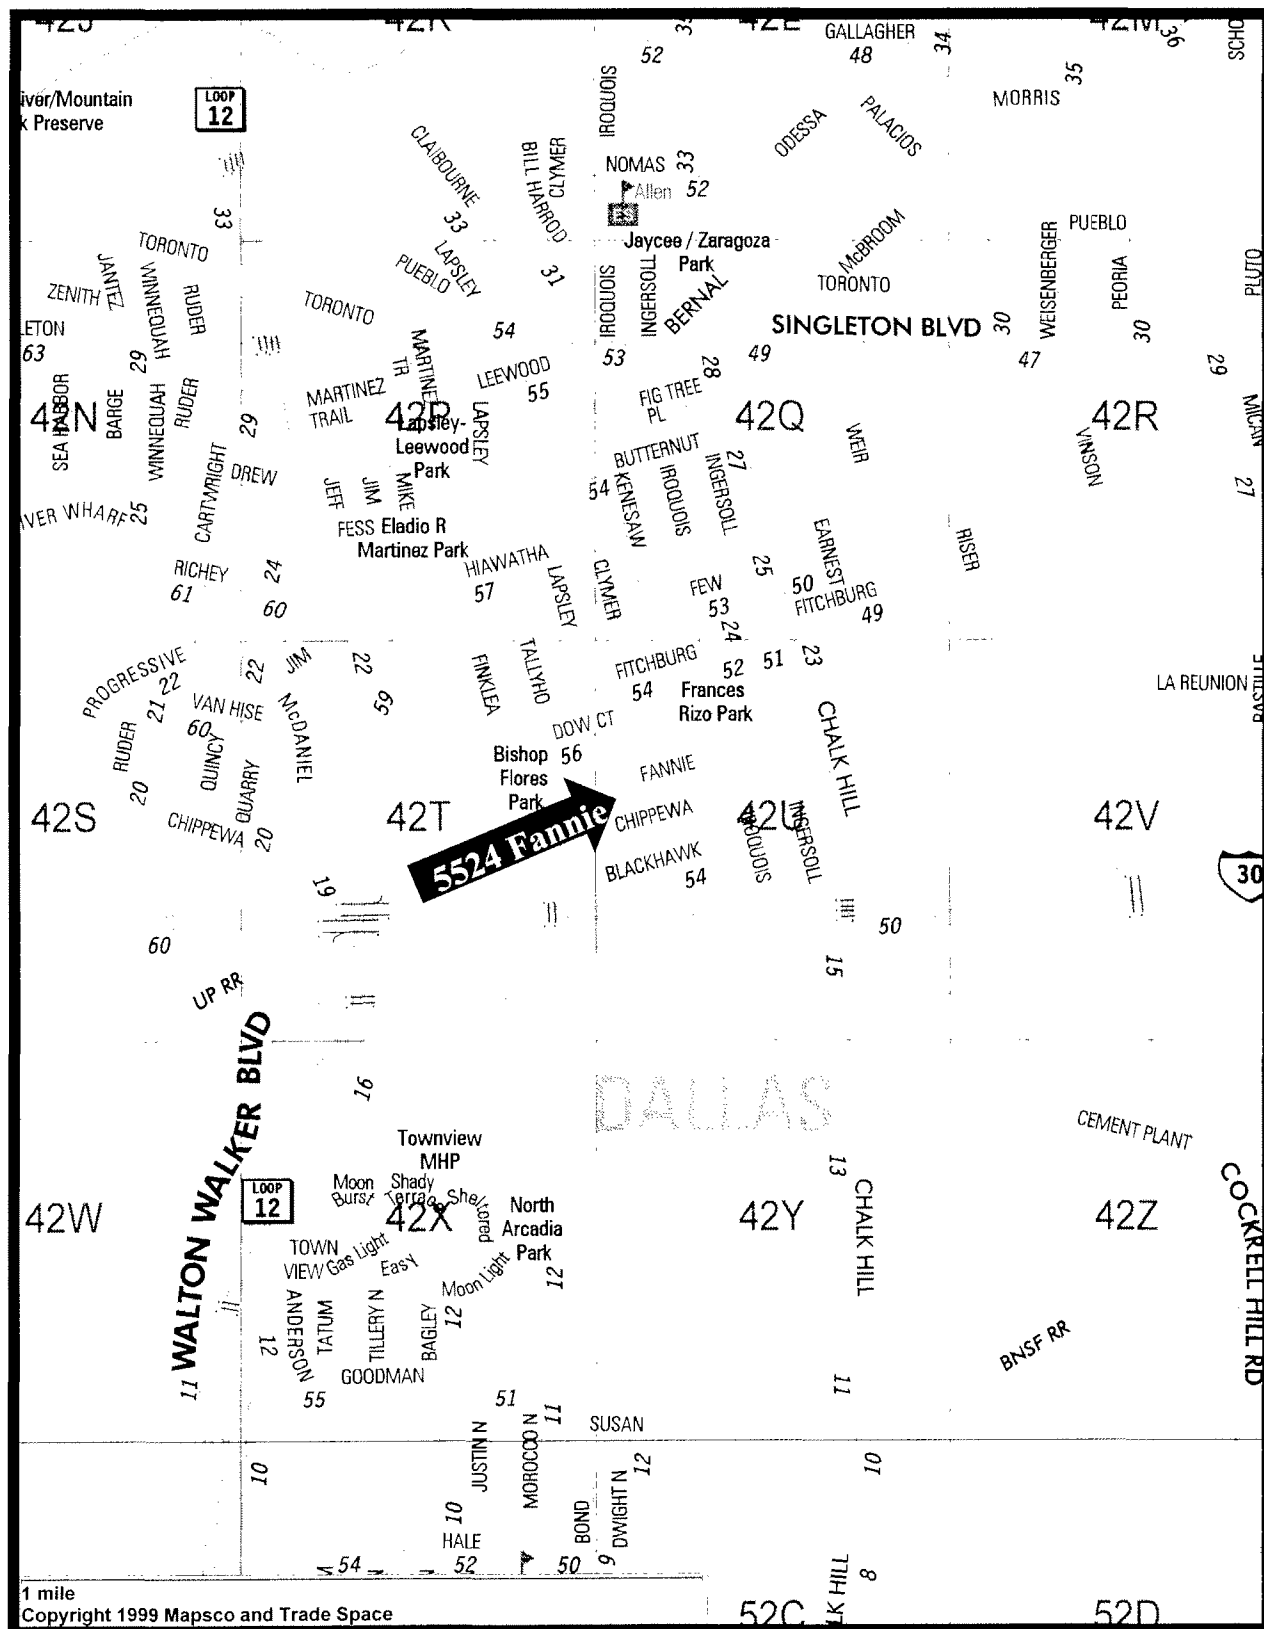 GALLAGHER
52
48
34
36
35
MORRIS
iver/Mountain
k Preserve
LOOP
12
IROQUOIS
ODESSA
PALACIOS
CLAIBOURNE
BILL HARROD
CLYMER
NOMAS
33
Allen
52
33
33
Jaycee / Zaragoza
Park
McBROOM
PUEBLO
TORONTO
JANTEZ
ZENITH
WINNEQUAH
RUDER
TORONTO
PUEBLO
LAPSLEY
31
IROQUOIS
INGERSOLL
BERNAL
TORONTO
WEISENBERGER
PEORIA
PLUTO
LETON
63
29
54
SINGLETON BLVD
30
30
53
49
47
29
MARTINEZ
TRAIL
TR
MARTINEZ
LEEWOOD
55
28
FIG TREE
PL
42N
42P
42Q
42R
SEA HARBOR
BARGE
WINNEQUAH
RUDER
29
Lapsley-
Leewood
Park
LAPSLEY
BUTTERNUT
27
WEIR
VINSON
MICAN
27
CARTWRIGHT
DREW
JEFF
JIM
MIKE
54
KENESAW
IROQUOIS
INGERSOLL
IVER WHARF
25
FESS
Eladio R
Martinez Park
EARNEST
RISER
RICHEY
61
24
60
HIAWATHA
57
LAPSLEY
CLYMER
FEW
53
25
50
FITCHBURG
49
24
PROGRESSIVE
22
22
JIM
22
FINKLEA
TALLYHO
FITCHBURG
54
52
51
23
LA REUNION
21
VAN HISE
60
McDANIEL
59
Frances
Rizo Park
RUDER
QUINCY
QUARRY
DOW CT
56
CHALK HILL
Bishop
Flores
Park
FANNIE
20
42S
42T
42U
42V
CHIPPEWA
20
5524 Fannie
CHIPPEWA
IROQUOIS
INGERSOLL
BLACKHAWK
54
30
19
60
50
15
UP RR
WALTON WALKER BLVD
16
DALLAS
CEMENT PLANT
Townview
MHP
13
Moon
Burst
Shady
Terrace
Sheltored
LOOP
12
42W
42X
42Y
42Z
North
Arcadia
Park
CHALK HILL
COCKRELL HILL RD
TOWN
VIEW
Gas Light
Easy
Moon Light
12
ANDERSON
TATUM
TILLERY N
BAGLEY
12
12
BNSF RR
11
GOODMAN
55
51
11
11
SUSAN
10
JUSTIN N
MOROCCO N
12
10
10
BOND
DWIGHT N
HALE
54
52
50
9
8
LK HILL
1 mile
Copyright 1999 Mapsco and Trade Space
52C
52D